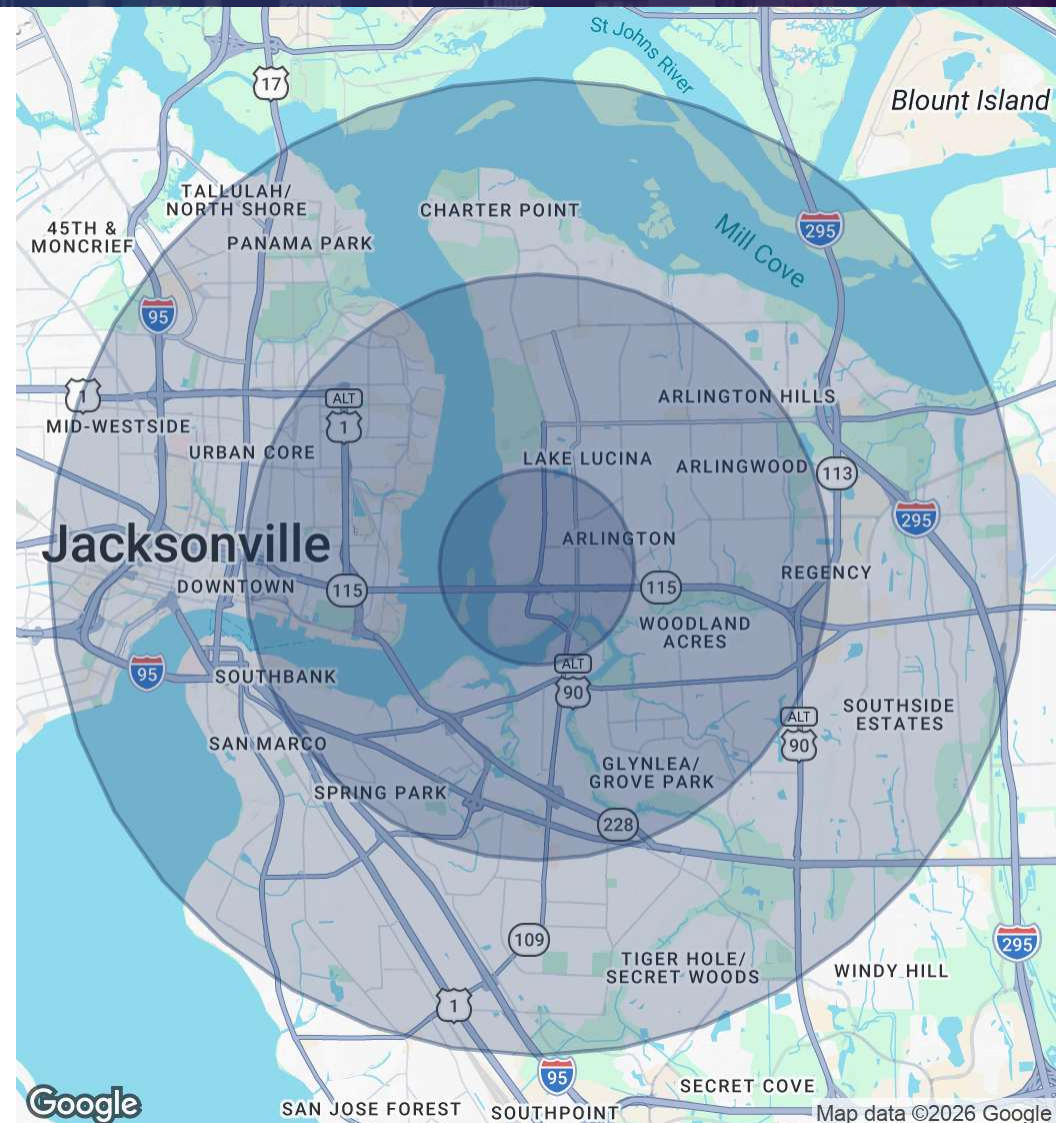 St Johns River
17
Blount Island
TALLULAH/
NORTH SHORE
CHARTER POINT
45TH &
MONCRIEF
PANAMA PARK
295
Mill Cove
95
1
ALT
1
ARLINGTON HILLS
MID-WESTSIDE
URBAN CORE
LAKE LUCINA
ARLINGWOOD
113
295
Jacksonville
ARLINGTON
DOWNTOWN
115
115
REGENCY
WOODLAND
ACRES
95
SOUTHBANK
ALT
90
SOUTHSIDE
ESTATES
ALT
90
SAN MARCO
GLYNLEA/
GROVE PARK
SPRING PARK
228
109
295
TIGER HOLE/
SECRET WOODS
WINDY HILL
1
95
SECRET COVE
Google
SAN JOSE FOREST
SOUTHPOINT
Map data ©2026 Google